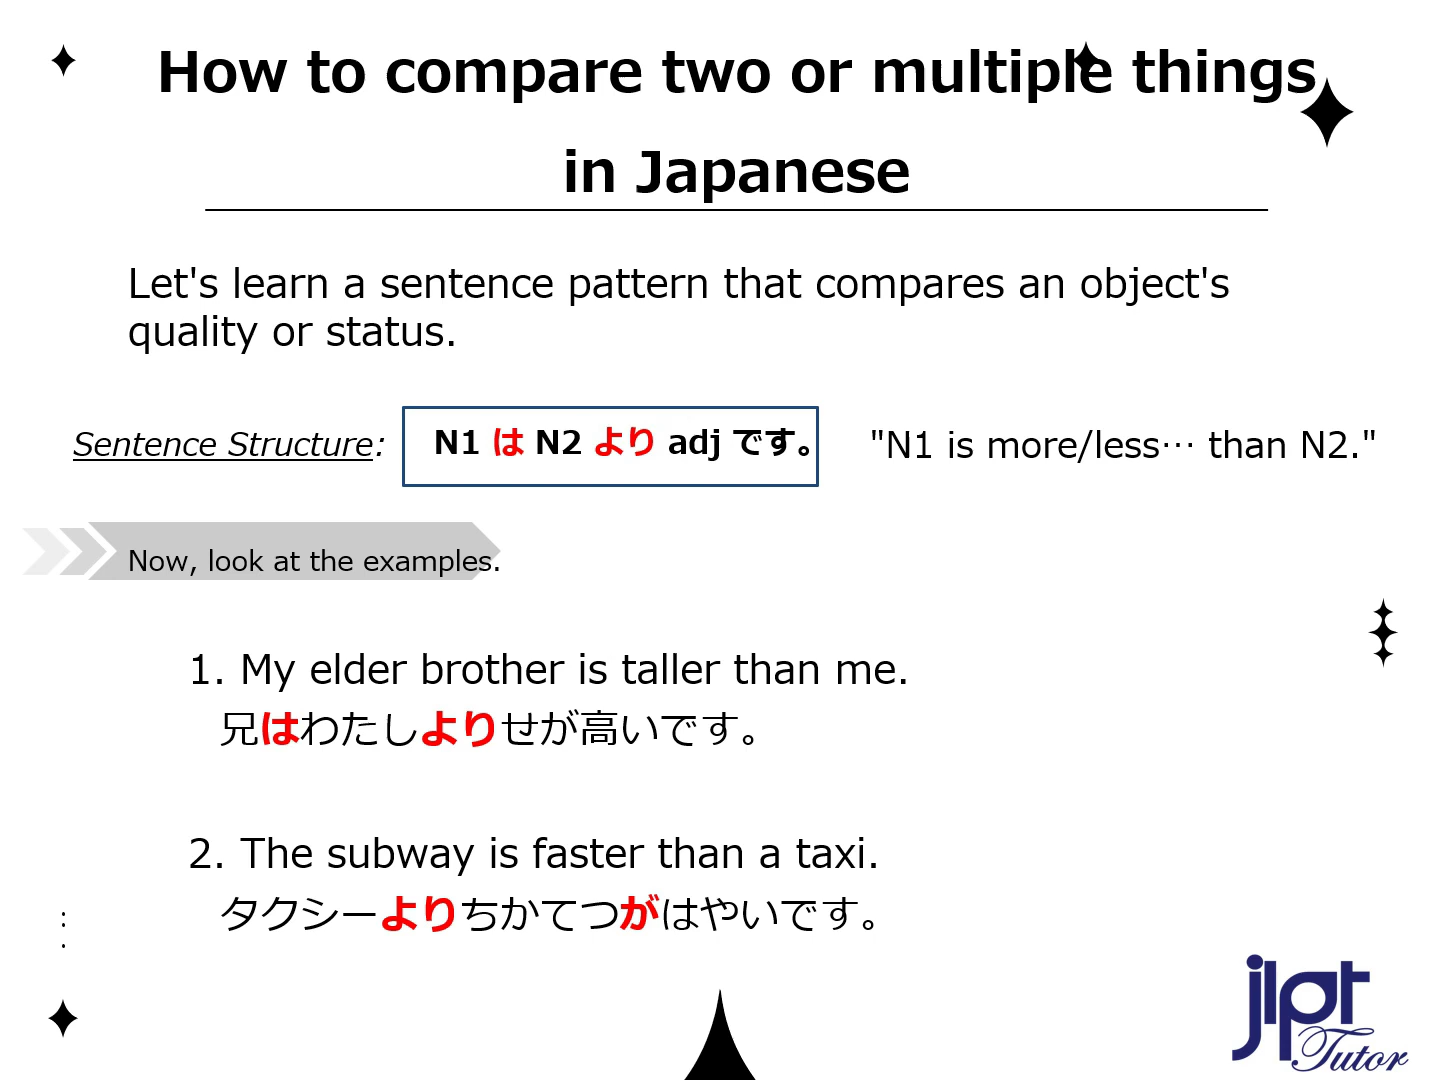 How to compare two or multiple things
in Japanese
Let's learn a sentence pattern that compares an object's
quality or status.
Sentence Structure: N1 は N2 より adj です。 "N1 is more/less… than N2."
Now, look at the examples.
1. My elder brother is taller than me.
兄はわたしよりせが高いです。
2. The subway is faster than a taxi.
タクシーよりちかてつがはやいです。
:
.
jlpt
Tutor